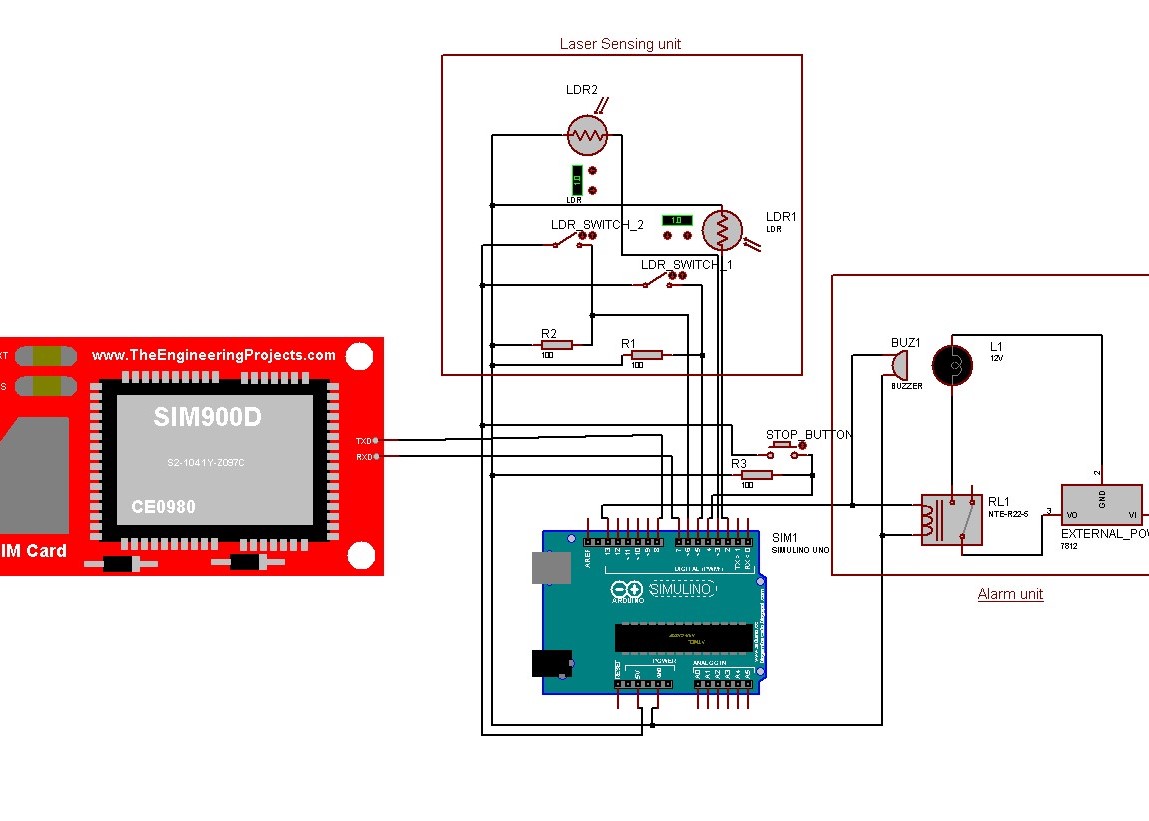 Laser Sensing unit
LDR2
1.0
LDR
LDR_SWITCH_2
1.0
LDR1
LDR
LDR_SWITCH_1
R2
100
R1
100
XT
S
www.TheEngineeringProjects.com
SIM900D
S2-1041Y-Z097C
CE0980
TXD
RXD
IM Card
STOP_BUTTON
R3
100
BUZ1
BUZZER
L1
12V
RL1
NTE-R22-5
2
GND
3
VO
VI
EXTERNAL_PO
7812
Alarm unit
SIM1
SIMULINO UNO
AREF
13
12
~11
~10
~9
8
7
~6
~5
4
~3
2
TX > 1
RX < 0
DIGITAL (PWM~)
ARDUINO
SIMULINO
RESET
5V
GND
POWER
ANALOG IN
A0
A1
A2
A3
A4
A5